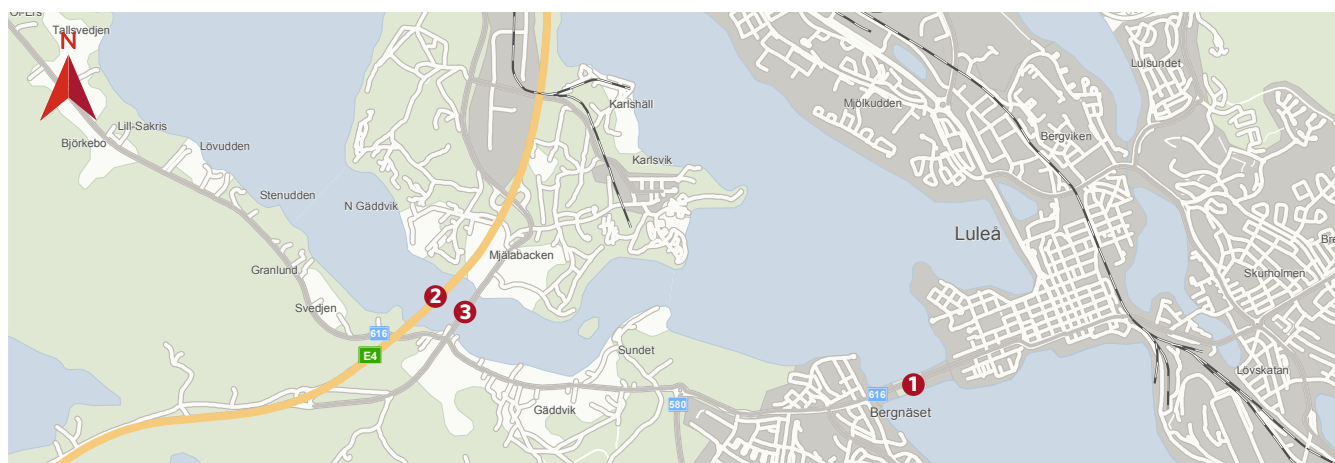 Tallsvedjen
N
Björkebo
Lill-Sakris
Lövudden
Stenudden
N Gäddvik
Granlund
Svedjen
616
E4
2
3
Mjälabacken
Karlshäll
Karlsvik
Mjölkudden
Lulsundet
Bergviken
Luleå
Skurholmen
Lövskatan
Sundet
Gäddvik
580
616
1
Bergnäset